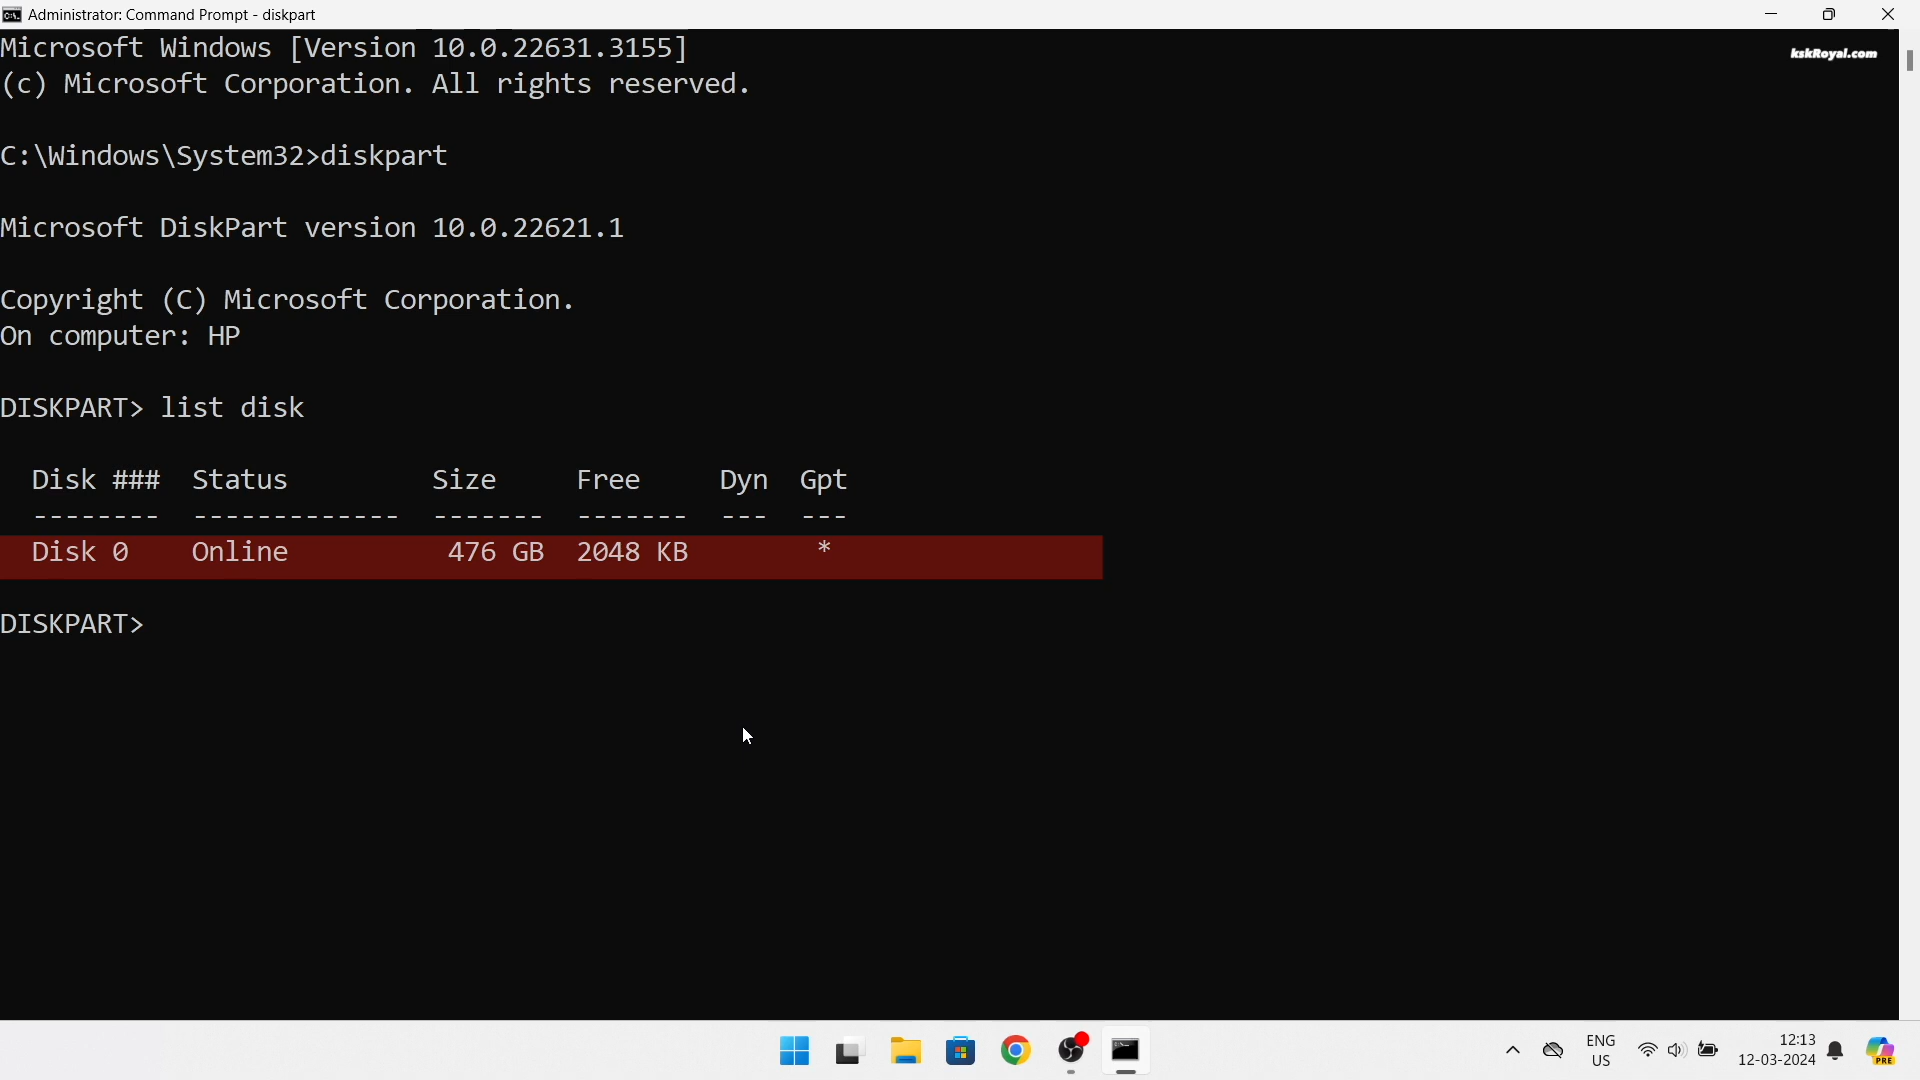 Administrator: Command Prompt - diskpart
Microsoft Windows [Version 10.0.22631.3155]
kskRoyal.com
(c) Microsoft Corporation. All rights reserved.
C:\Windows\System32>diskpart
Microsoft DiskPart version 10.0.22621.1
Copyright (C) Microsoft Corporation.
On computer: HP
DISKPART> list disk
  Disk ###  Status         Size     Free     Dyn  Gpt
  --------  -------------  -------  -------  ---  ---
  Disk 0    Online          476 GB  2048 KB        *
DISKPART>
ENG
US
12:13
12-03-2024
PRE